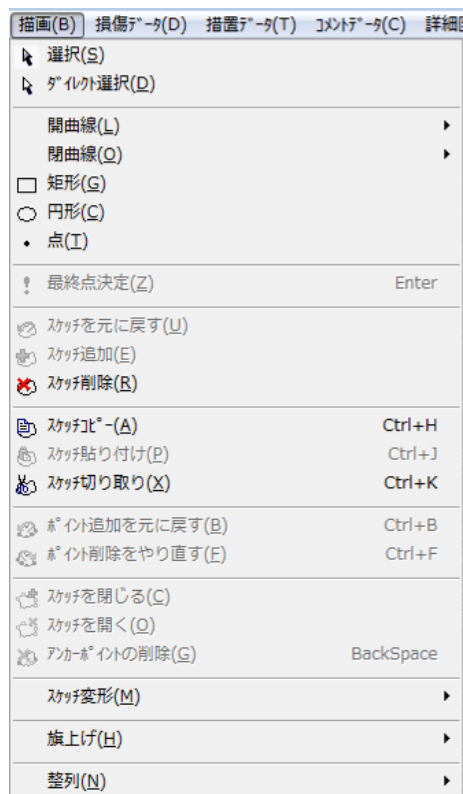 描画(B) 損傷ﾃﾞｰﾀ(D) 措置ﾃﾞｰﾀ(T) ｺﾒﾝﾄﾃﾞｰﾀ(C) 詳細
選択(S)
ﾀﾞｲﾚｸﾄ選択(D)
開曲線(L)
閉曲線(O)
矩形(G)
円形(C)
点(T)
最終点決定(Z) Enter
ｽｹｯﾁを元に戻す(U)
ｽｹｯﾁ追加(E)
ｽｹｯﾁ削除(R)
ｽｹｯﾁｺﾋﾟｰ(A) Ctrl+H
ｽｹｯﾁ貼り付け(P) Ctrl+J
ｽｹｯﾁ切り取り(X) Ctrl+K
ﾎﾟｲﾝﾄ追加を元に戻す(B) Ctrl+B
ﾎﾟｲﾝﾄ削除をやり直す(F) Ctrl+F
ｽｹｯﾁを閉じる(C)
ｽｹｯﾁを開く(O)
ｱﾝｶｰﾎﾟｲﾝﾄの削除(G) BackSpace
ｽｹｯﾁ変形(M)
旗上げ(H)
整列(N)